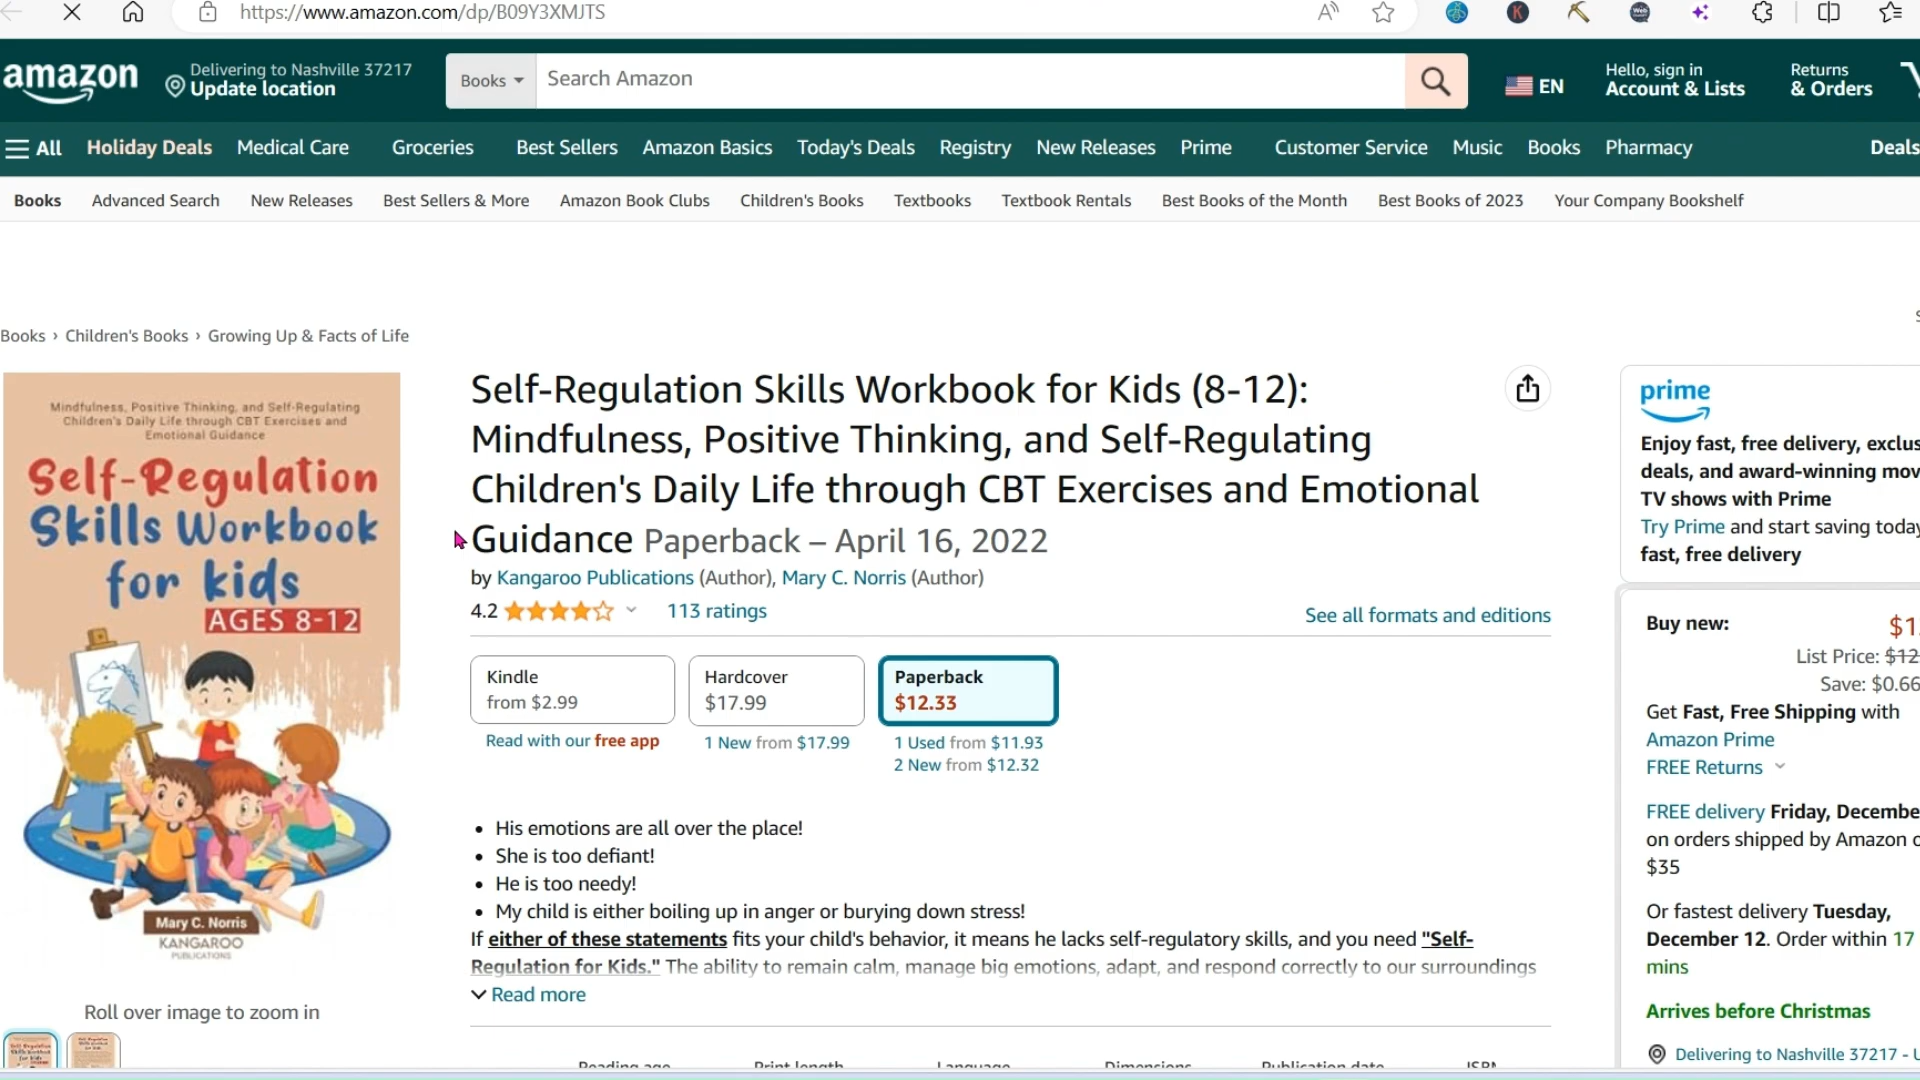 https://www.amazon.com/dp/B09Y3XMJTS
amazon
Delivering to Nashville 37217
Update location
Books
Search Amazon
EN
Hello, sign in
Account & Lists
Returns
& Orders
All
Holiday Deals
Medical Care
Groceries
Best Sellers
Amazon Basics
Today's Deals
Registry
New Releases
Prime
Customer Service
Music
Books
Pharmacy
Deals
Books
Advanced Search
New Releases
Best Sellers & More
Amazon Book Clubs
Children's Books
Textbooks
Textbook Rentals
Best Books of the Month
Best Books of 2023
Your Company Bookshelf
Books › Children's Books › Growing Up & Facts of Life
Mindfulness, Positive Thinking, and Self-Regulating
Children's Daily Life through CBT Exercises and
Emotional Guidance
Self-Regulation
Skills Workbook
for kids
AGES 8-12
Mary C. Norris
KANGAROO
PUBLICATIONS
Roll over image to zoom in
Self-Regulation Skills Workbook for Kids (8-12):
Mindfulness, Positive Thinking, and Self-Regulating
Children's Daily Life through CBT Exercises and Emotional
Guidance Paperback – April 16, 2022
by Kangaroo Publications (Author), Mary C. Norris (Author)
4.2
113 ratings
See all formats and editions
Kindle
from $2.99
Read with our free app
Hardcover
$17.99
1 New from $17.99
Paperback
$12.33
1 Used from $11.93
2 New from $12.32
• His emotions are all over the place!
• She is too defiant!
• He is too needy!
• My child is either boiling up in anger or burying down stress!
If either of these statements fits your child's behavior, it means he lacks self-regulatory skills, and you need "Self-
Regulation for Kids." The ability to remain calm, manage big emotions, adapt, and respond correctly to our surroundings
Read more
Reading age
Print length
Language
Dimensions
Publication date
prime
Enjoy fast, free delivery, exclus
deals, and award-winning mov
TV shows with Prime
Try Prime and start saving today
fast, free delivery
Buy new:
$1
List Price: $12
Save: $0.66
Get Fast, Free Shipping with
Amazon Prime
FREE Returns
FREE delivery Friday, Decembe
on orders shipped by Amazon o
$35
Or fastest delivery Tuesday,
December 12. Order within 17
mins
Arrives before Christmas
Delivering to Nashville 37217 - U